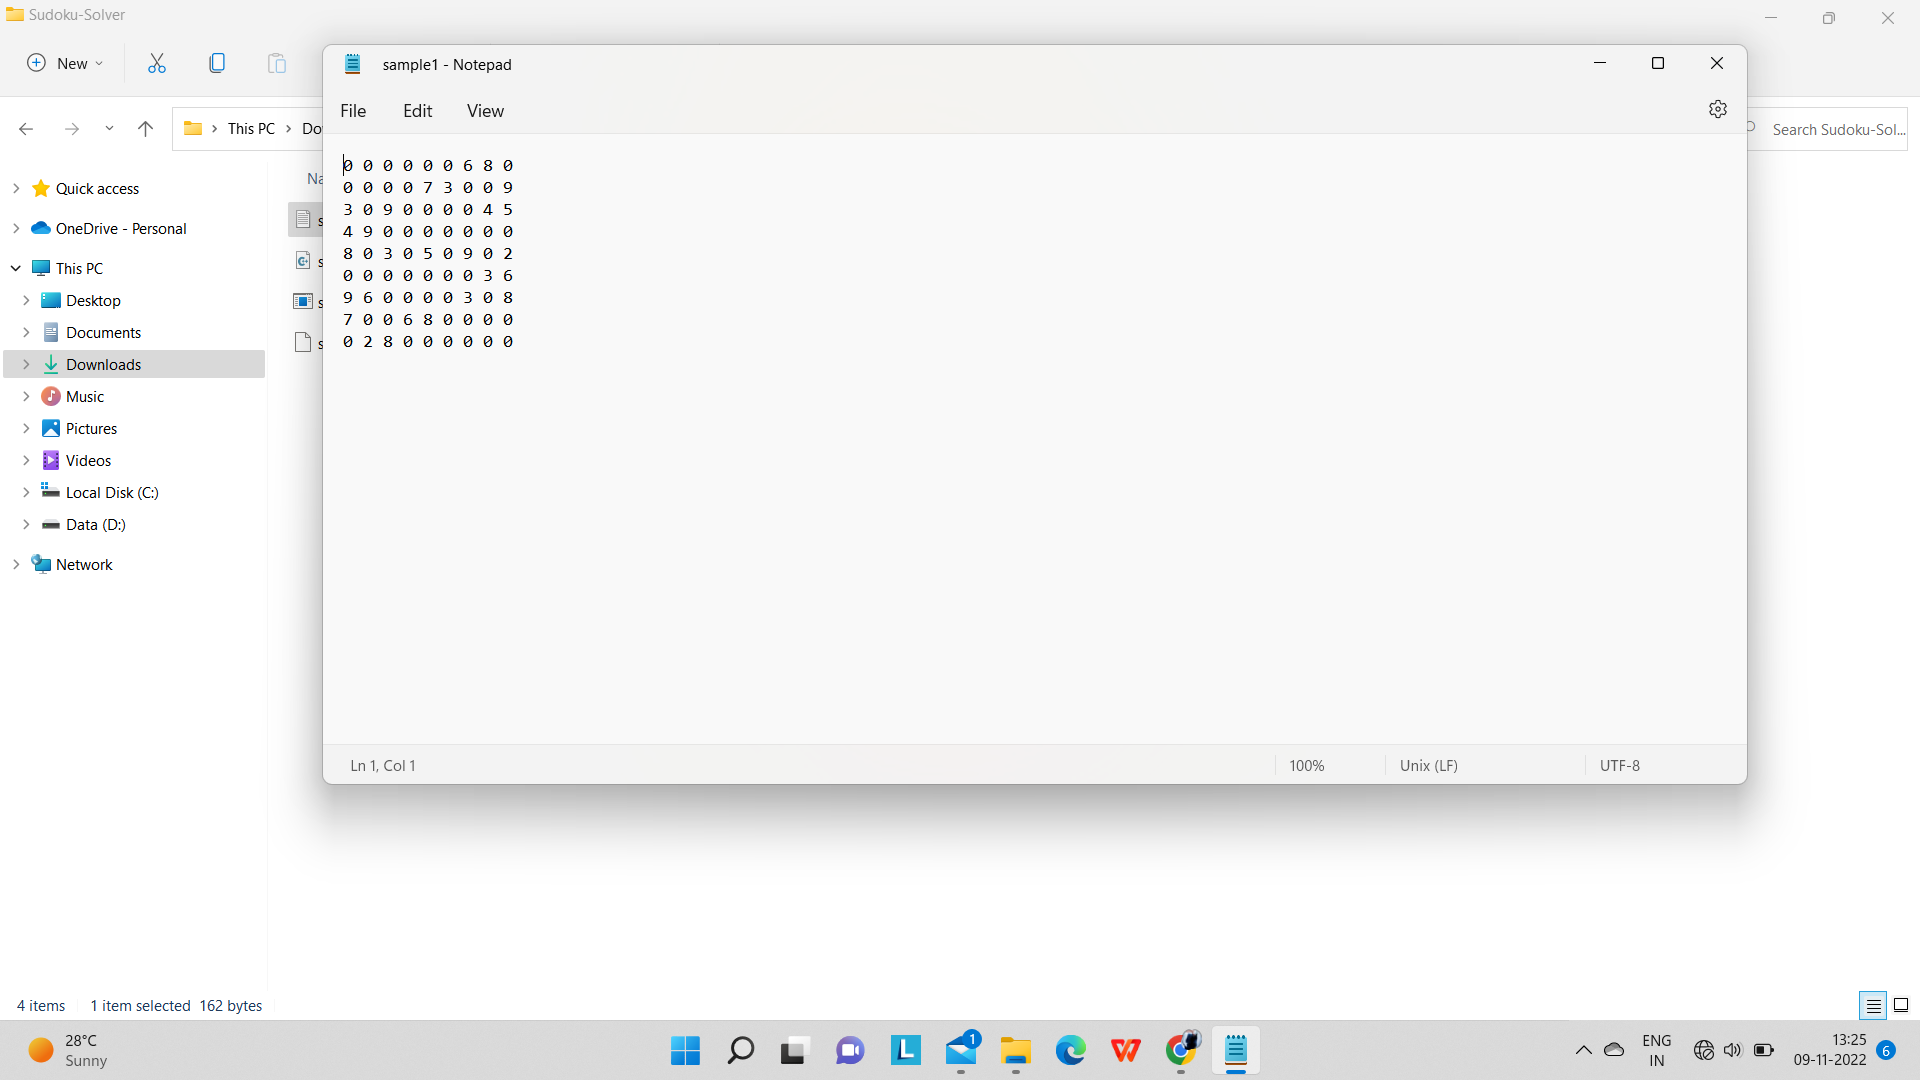 Sudoku-Solver
New
sample1 - Notepad
File Edit View
This PC
Search Sudoku-Sol...
0 0 0 0 0 0 6 8 0
0 0 0 0 7 3 0 0 9
3 0 9 0 0 0 0 4 5
4 9 0 0 0 0 0 0 0
8 0 3 0 5 0 9 0 2
0 0 0 0 0 0 0 3 6
9 6 0 0 0 0 3 0 8
7 0 0 6 8 0 0 0 0
0 2 8 0 0 0 0 0 0
Quick access
OneDrive - Personal
This PC
Desktop
Documents
Downloads
Music
Pictures
Videos
Local Disk (C:)
Data (D:)
Network
Ln 1, Col 1 100% Unix (LF) UTF-8
4 items 1 item selected 162 bytes
28°C
Sunny
1
ENG
IN
13:25
09-11-2022
6